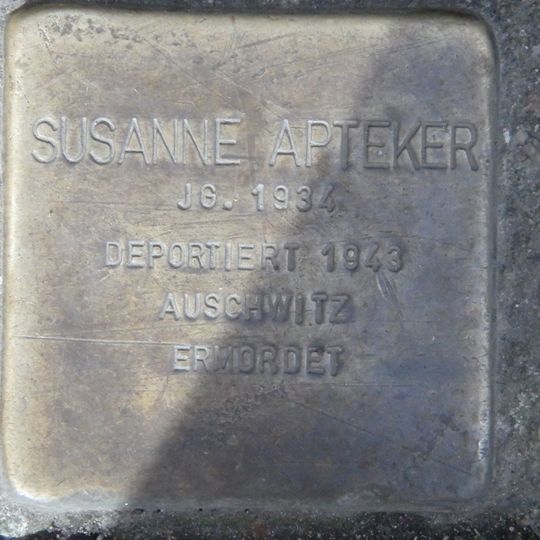 SUSANNE APTEKER
JG. 1934
DEPORTIERT 1943
AUSCHWITZ
ERMORDET